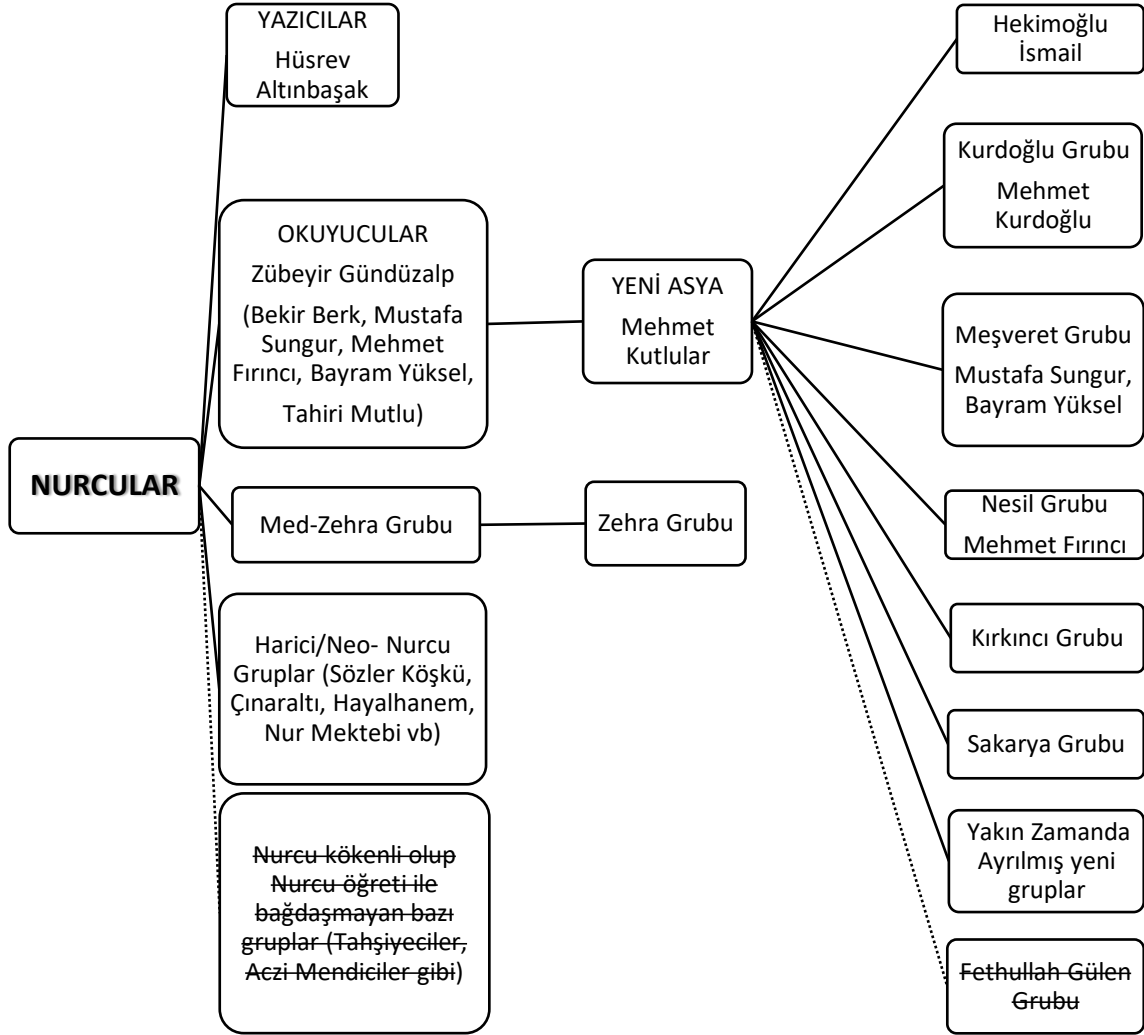 NURCULAR
YAZICILAR
Hüsrev
Altınbaşak
OKUYUCULAR
Zübeyir Gündüzalp
(Bekir Berk, Mustafa
Sungur, Mehmet
Fırıncı, Bayram Yüksel,
Tahiri Mutlu)
YENİ ASYA
Mehmet
Kutlular
Hekimoğlu
İsmail
Kurdoğlu Grubu
Mehmet
Kurdoğlu
Meşveret Grubu
Mustafa Sungur,
Bayram Yüksel
Nesil Grubu
Mehmet Fırıncı
Kırkıncı Grubu
Sakarya Grubu
Yakın Zamanda
Ayrılmış yeni
gruplar
Fethullah Gülen
Grubu
Med-Zehra Grubu
Zehra Grubu
Harici/Neo- Nurcu
Gruplar (Sözler Köşkü,
Çınaraltı, Hayalhanem,
Nur Mektebi vb)
Nurcu kökenli olup
Nurcu öğreti ile
bağdaşmayan bazı
gruplar (Tahşiyeciler,
Aczi Mendiciler gibi)